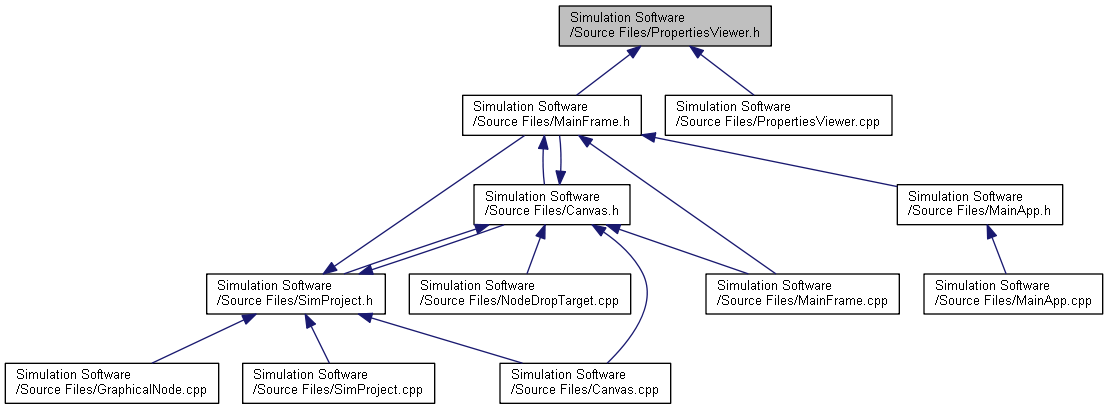 Simulation Software
/Source Files/PropertiesViewer.h
Simulation Software
/Source Files/MainFrame.h
Simulation Software
/Source Files/PropertiesViewer.cpp
Simulation Software
/Source Files/Canvas.h
Simulation Software
/Source Files/MainApp.h
Simulation Software
/Source Files/SimProject.h
Simulation Software
/Source Files/NodeDropTarget.cpp
Simulation Software
/Source Files/MainFrame.cpp
Simulation Software
/Source Files/MainApp.cpp
Simulation Software
/Source Files/GraphicalNode.cpp
Simulation Software
/Source Files/SimProject.cpp
Simulation Software
/Source Files/Canvas.cpp